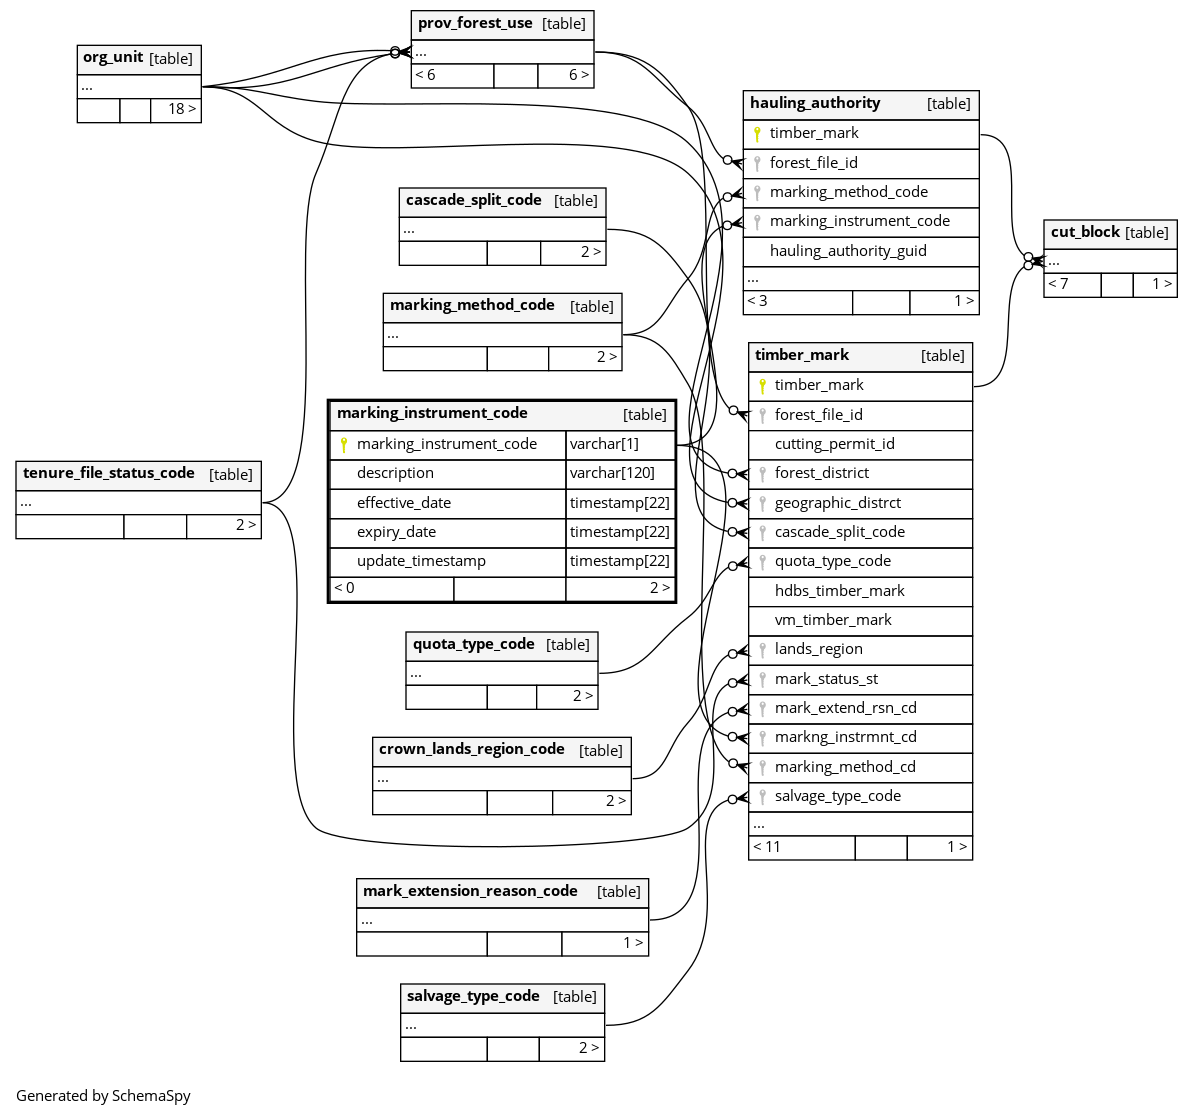 prov_forest_use [table]
...
< 6 6 >
org_unit [table]
...
18 >
hauling_authority [table]
timber_mark
forest_file_id
marking_method_code
marking_instrument_code
hauling_authority_guid
...
< 3 1 >
cascade_split_code [table]
...
2 >
cut_block [table]
...
< 7 1 >
marking_method_code [table]
...
2 >
timber_mark [table]
timber_mark
forest_file_id
cutting_permit_id
forest_district
geographic_distrct
cascade_split_code
quota_type_code
hdbs_timber_mark
vm_timber_mark
lands_region
mark_status_st
mark_extend_rsn_cd
markng_instrmnt_cd
marking_method_cd
salvage_type_code
...
< 11 1 >
marking_instrument_code [table]
marking_instrument_code varchar[1]
description varchar[120]
effective_date timestamp[22]
expiry_date timestamp[22]
update_timestamp timestamp[22]
< 0 2 >
tenure_file_status_code [table]
...
2 >
quota_type_code [table]
...
2 >
crown_lands_region_code [table]
...
2 >
mark_extension_reason_code [table]
...
1 >
salvage_type_code [table]
...
2 >
Generated by SchemaSpy